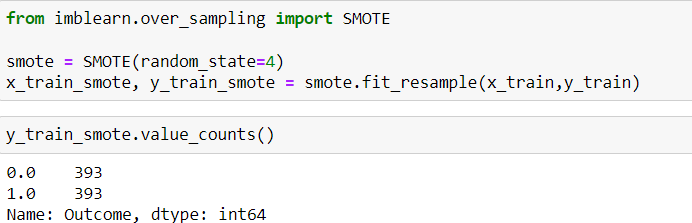 from imblearn.over_sampling import SMOTE
smote = SMOTE(random_state=4)
x_train_smote, y_train_smote = smote.fit_resample(x_train,y_train)
y_train_smote.value_counts()
0.0    393
1.0    393
Name: Outcome, dtype: int64